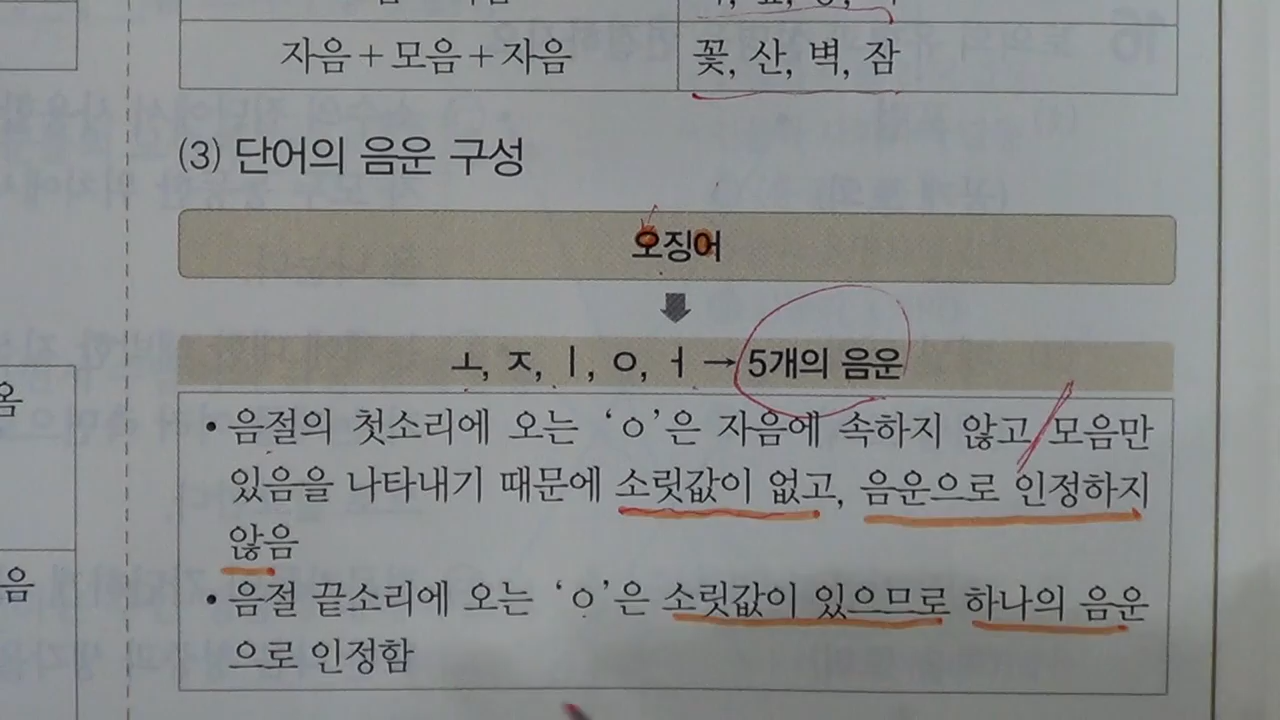 자음+모음+자음 꽃, 산, 벽, 잠
(3) 단어의 음운 구성
오징어
ㅗ, ㅈ, ㅣ, ㅇ, ㅓ → 5개의 음운
• 음절의 첫소리에 오는 ‘ㅇ’은 자음에 속하지 않고 모음만
있음을 나타내기 때문에 소릿값이 없고, 음운으로 인정하지
않음
• 음절 끝소리에 오는 ‘ㅇ’은 소릿값이 있으므로 하나의 음운
으로 인정함
음